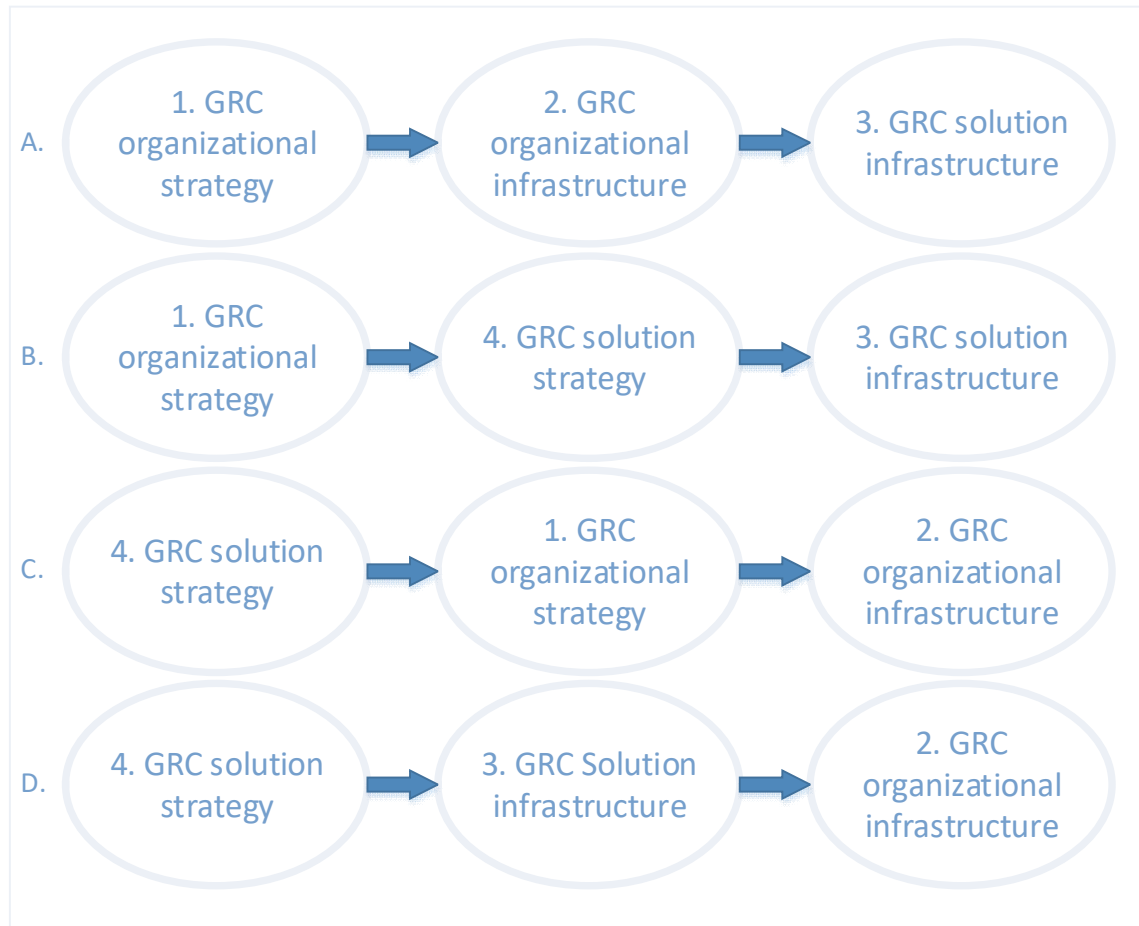 A.
1. GRC
organizational
strategy
2. GRC
organizational
infrastructure
3. GRC solution
infrastructure
B.
1. GRC
organizational
strategy
4. GRC solution
strategy
3. GRC solution
infrastructure
C.
4. GRC solution
strategy
1. GRC
organizational
strategy
2. GRC
organizational
infrastructure
D.
4. GRC solution
strategy
3. GRC Solution
infrastructure
2. GRC
organizational
infrastructure